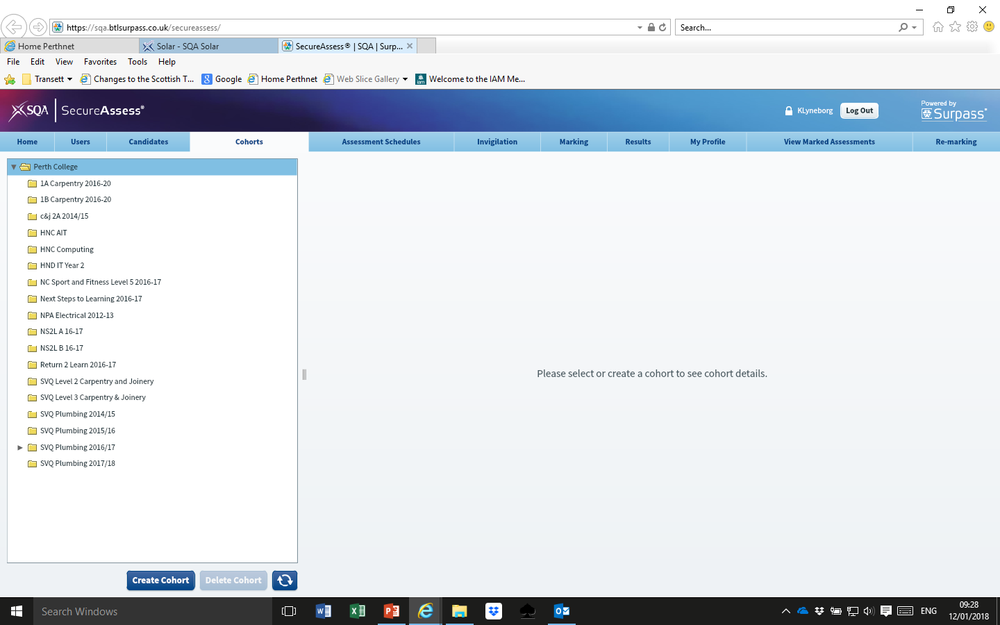 https://sqa.btlsurpass.co.uk/secureassess/
Search...
Home Perthnet
Solar - SQA Solar
SecureAssess® | SQA | Surp...
File Edit View Favorites Tools Help
Transett
Changes to the Scottish T...
Google
Home Perthnet
Web Slice Gallery
Welcome to the IAM Me...
SQA SecureAssess®
KLyneborg
Log Out
Powered by
Surpass
Home
Users
Candidates
Cohorts
Assessment Schedules
Invigilation
Marking
Results
My Profile
View Marked Assessments
Re-marking
Perth College
1A Carpentry 2016-20
1B Carpentry 2016-20
c&j 2A 2014/15
HNC AIT
HNC Computing
HND IT Year 2
NC Sport and Fitness Level 5 2016-17
Next Steps to Learning 2016-17
NPA Electrical 2012-13
NS2L A 16-17
NS2L B 16-17
Return 2 Learn 2016-17
SVQ Level 2 Carpentry and Joinery
SVQ Level 3 Carpentry & Joinery
SVQ Plumbing 2014/15
SVQ Plumbing 2015/16
SVQ Plumbing 2016/17
SVQ Plumbing 2017/18
Please select or create a cohort to see cohort details.
Create Cohort
Delete Cohort
Search Windows
ENG
09:28
12/01/2018